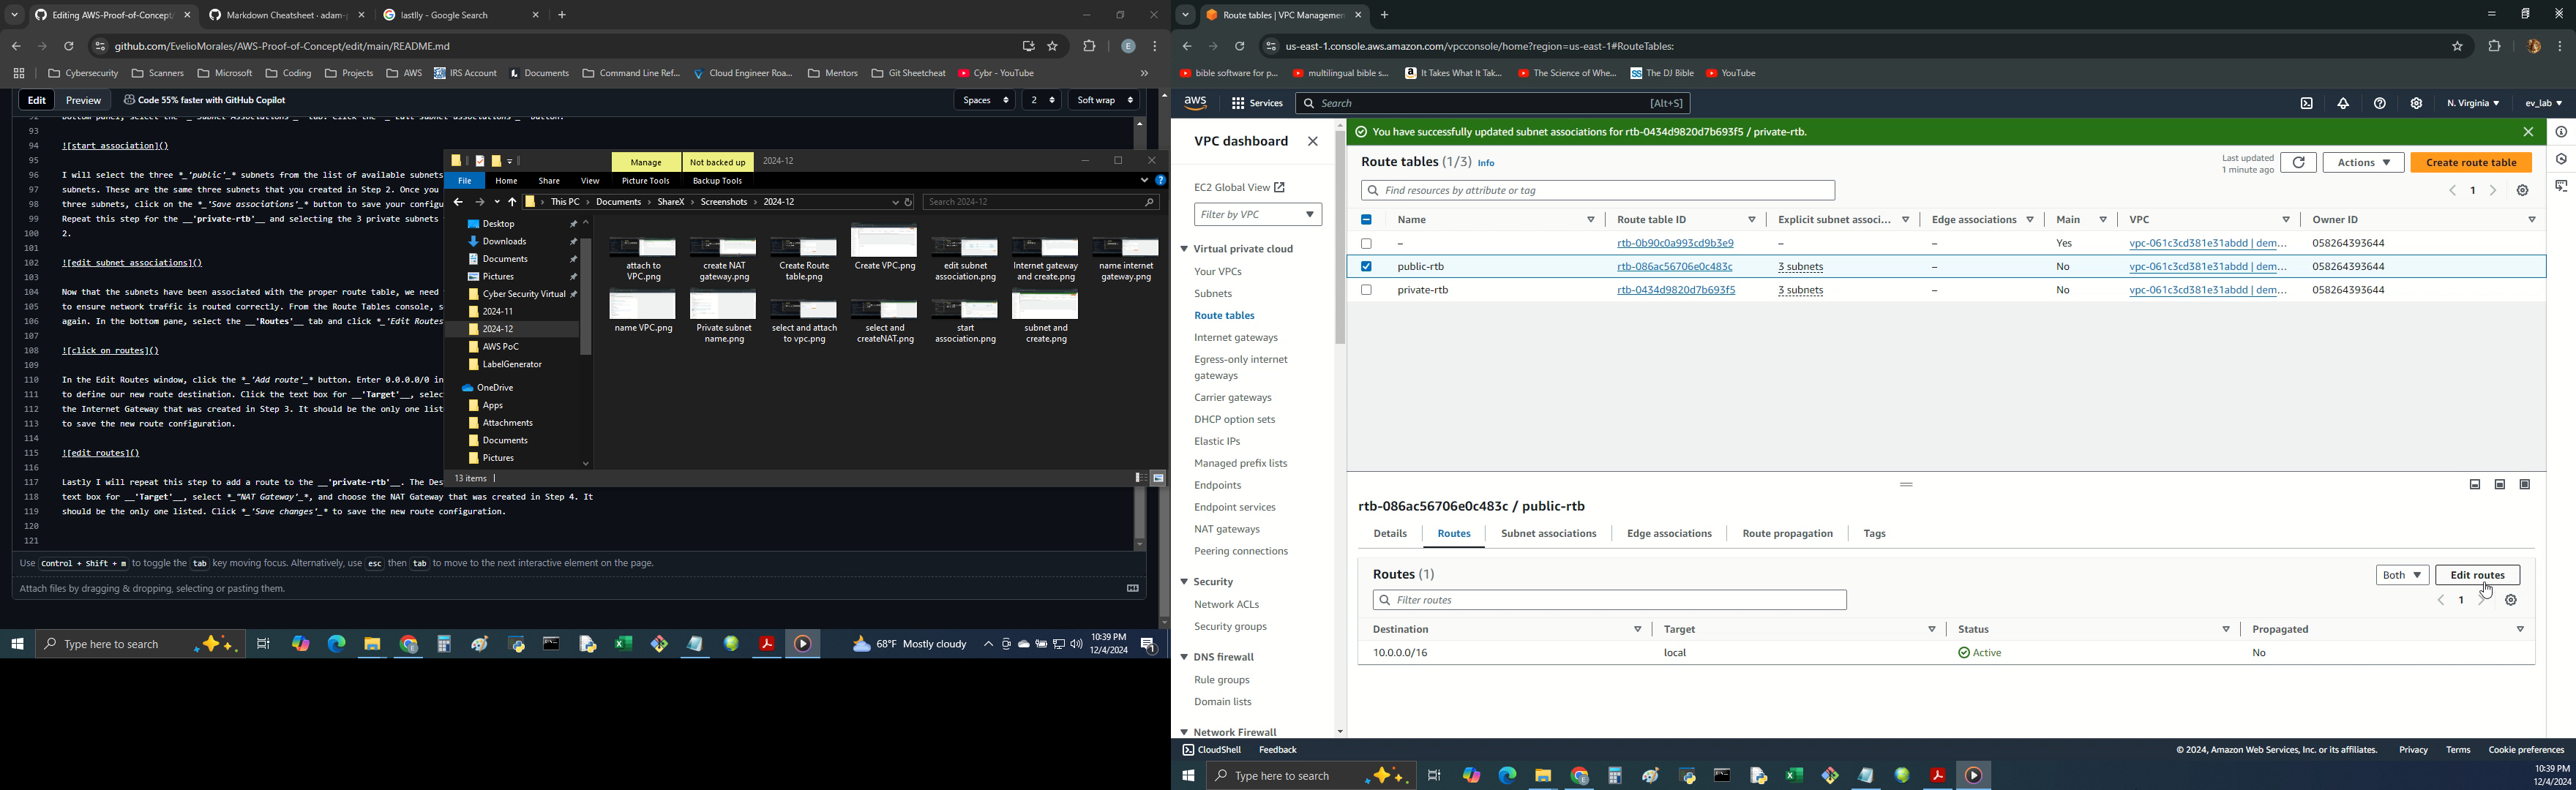 Editing AWS-Proof-of-Concept
Markdown Cheatsheet · adam-p
lastlly - Google Search
github.com/EvelioMorales/AWS-Proof-of-Concept/edit/main/README.md
Cybersecurity
Scanners
Microsoft
Coding
Projects
AWS
IRS Account
Documents
Command Line Ref...
Cloud Engineer Roa...
Mentors
Git Sheetcheat
Cybr - YouTube
Edit
Preview
Code 55% faster with GitHub Copilot
Spaces
2
Soft wrap
93
94 ![start association]()
95
96 I will select the three *_'public'_* subnets from the list of available subnets
97 subnets. These are the same three subnets that you created in Step 2. Once you
98 three subnets, click on the *_'Save associations'_* button to save your configu
99 Repeat this step for the __'private-rtb'__ and selecting the 3 private subnets
100 2.
101
102 ![edit subnet associations]()
103
104 Now that the subnets have been associated with the proper route table, we need
105 to ensure network traffic is routed correctly. From the Route Tables console, s
106 again. In the bottom pane, select the __'Routes'__ tab and click *_'Edit Routes
107
108 ![click on routes]()
109
110 In the Edit Routes window, click the *_'Add route'_* button. Enter 0.0.0.0/0 in
111 to define our new route destination. Click the text box for __'Target'__, selec
112 the Internet Gateway that was created in Step 3. It should be the only one list
113 to save the new route configuration.
114
115 ![edit routes]()
116
117 Lastly I will repeat this step to add a route to the __'private-rtb'__. The Des
118 text box for __'Target'__, select *_"NAT Gateway'_*, and choose the NAT Gateway that was created in Step 4. It
119 should be the only one listed. Click *_'Save changes'_* to save the new route configuration.
120
121
Use Control + Shift + m to toggle the tab key moving focus. Alternatively, use esc then tab to move to the next interactive element on the page.
Attach files by dragging & dropping, selecting or pasting them.
Manage
Not backed up
2024-12
File
Home
Share
View
Picture Tools
Backup Tools
This PC > Documents > ShareX > Screenshots > 2024-12
Search 2024-12
Desktop
Downloads
Documents
Pictures
Cyber Security Virtual
2024-11
2024-12
AWS PoC
LabelGenerator
OneDrive
Apps
Attachments
Documents
Pictures
attach to VPC.png
create NAT gateway.png
Create Route table.png
Create VPC.png
edit subnet association.png
Internet gateway and create.png
name internet gateway.png
name VPC.png
Private subnet name.png
select and attach to vpc.png
select and createNAT.png
start association.png
subnet and create.png
13 items
Type here to search
68°F Mostly cloudy
10:39 PM
12/4/2024
1
Route tables | VPC Managemen
us-east-1.console.aws.amazon.com/vpcconsole/home?region=us-east-1#RouteTables:
bible software for p...
multilingual bible s...
It Takes What It Tak...
The Science of Whe...
The DJ Bible
YouTube
aws
Services
Search
[Alt+S]
N. Virginia
ev_lab
VPC dashboard
EC2 Global View
Filter by VPC
Virtual private cloud
Your VPCs
Subnets
Route tables
Internet gateways
Egress-only internet gateways
Carrier gateways
DHCP option sets
Elastic IPs
Managed prefix lists
Endpoints
Endpoint services
NAT gateways
Peering connections
Security
Network ACLs
Security groups
DNS firewall
Rule groups
Domain lists
Network Firewall
You have successfully updated subnet associations for rtb-0434d9820d7b693f5 / private-rtb.
Route tables (1/3) Info
Last updated
1 minute ago
Actions
Create route table
Find resources by attribute or tag
1
Name
Route table ID
Explicit subnet associ...
Edge associations
Main
VPC
Owner ID
–
rtb-0b90c0a993cd9b3e9
–
–
Yes
vpc-061c3cd381e31abdd | dem...
058264393644
public-rtb
rtb-086ac56706e0c483c
3 subnets
–
No
vpc-061c3cd381e31abdd | dem...
058264393644
private-rtb
rtb-0434d9820d7b693f5
3 subnets
–
No
vpc-061c3cd381e31abdd | dem...
058264393644
rtb-086ac56706e0c483c / public-rtb
Details
Routes
Subnet associations
Edge associations
Route propagation
Tags
Routes (1)
Both
Edit routes
Filter routes
1
Destination
Target
Status
Propagated
10.0.0.0/16
local
Active
No
CloudShell
Feedback
© 2024, Amazon Web Services, Inc. or its affiliates.
Privacy
Terms
Cookie preferences
Type here to search
10:39 PM
12/4/2024